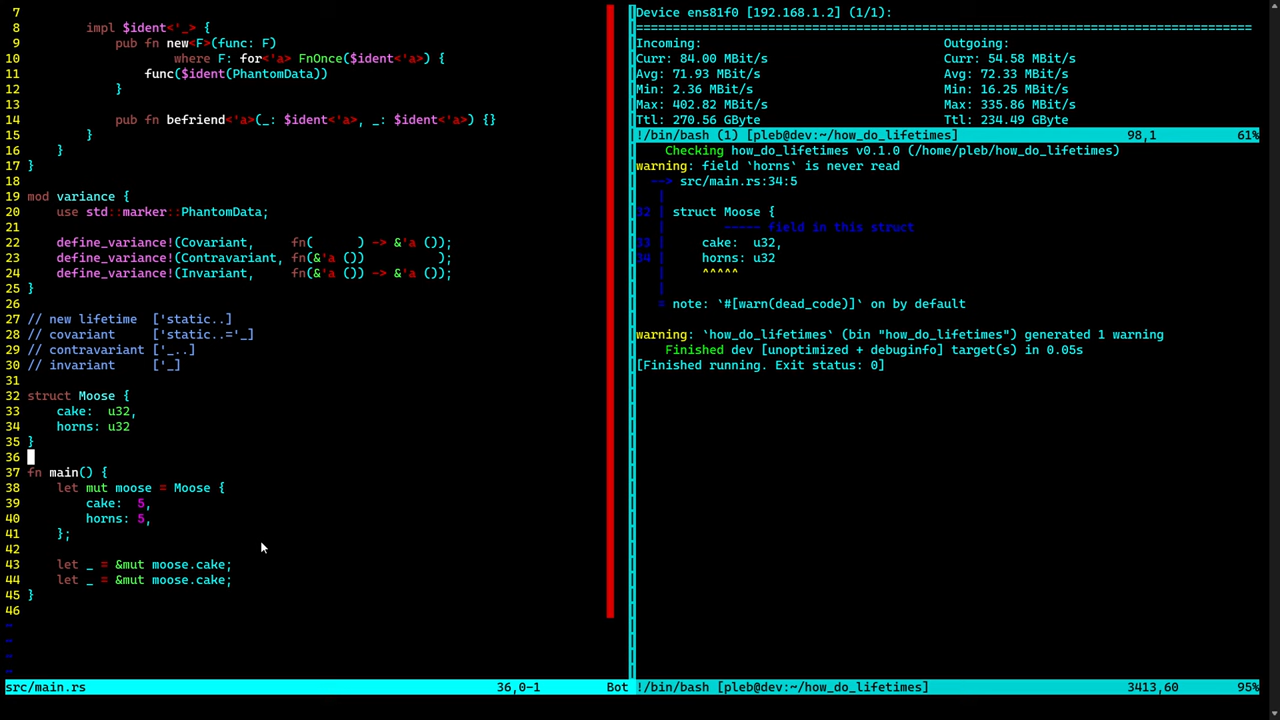 7
8         impl $ident<'_> {
9             pub fn new<F>(func: F)
10                     where F: for<'a> FnOnce($ident<'a>) {
11                 func($ident(PhantomData))
12             }
13
14             pub fn befriend<'a>(_: $ident<'a>, _: $ident<'a>) {}
15         }
16     }
17 }
18
19 mod variance {
20     use std::marker::PhantomData;
21
22     define_variance!(Covariant,     fn(      ) -> &'a ());
23     define_variance!(Contravariant, fn(&'a ())          );
24     define_variance!(Invariant,     fn(&'a ()) -> &'a ());
25 }
26
27 // new lifetime  ['static..]
28 // covariant     ['static..='_]
29 // contravariant ['_..]
30 // invariant     ['_]
31
32 struct Moose {
33     cake:  u32,
34     horns: u32
35 }
36
37 fn main() {
38     let mut moose = Moose {
39         cake:  5,
40         horns: 5,
41     };
42
43     let _ = &mut moose.cake;
44     let _ = &mut moose.cake;
45 }
46
~
~
~
~
src/main.rs 36,0-1 Bot
Device ens81f0 [192.168.1.2] (1/1):
====================================================================================
Incoming: Outgoing:
Curr: 84.00 MBit/s Curr: 54.58 MBit/s
Avg: 71.93 MBit/s Avg: 72.33 MBit/s
Min: 2.36 MBit/s Min: 16.25 MBit/s
Max: 402.82 MBit/s Max: 335.86 MBit/s
Ttl: 270.56 GByte Ttl: 234.49 GByte
!/bin/bash (1) [pleb@dev:~/how_do_lifetimes] 98,1 61%
Checking how_do_lifetimes v0.1.0 (/home/pleb/how_do_lifetimes)
warning: field `horns` is never read
--> src/main.rs:34:5
|
32 | struct Moose {
|        ----- field in this struct
33 |     cake:  u32,
34 |     horns: u32
|     ^^^^^
|
= note: `#[warn(dead_code)]` on by default
warning: `how_do_lifetimes` (bin "how_do_lifetimes") generated 1 warning
Finished dev [unoptimized + debuginfo] target(s) in 0.05s
[Finished running. Exit status: 0]
!/bin/bash [pleb@dev:~/how_do_lifetimes] 3413,60 95%